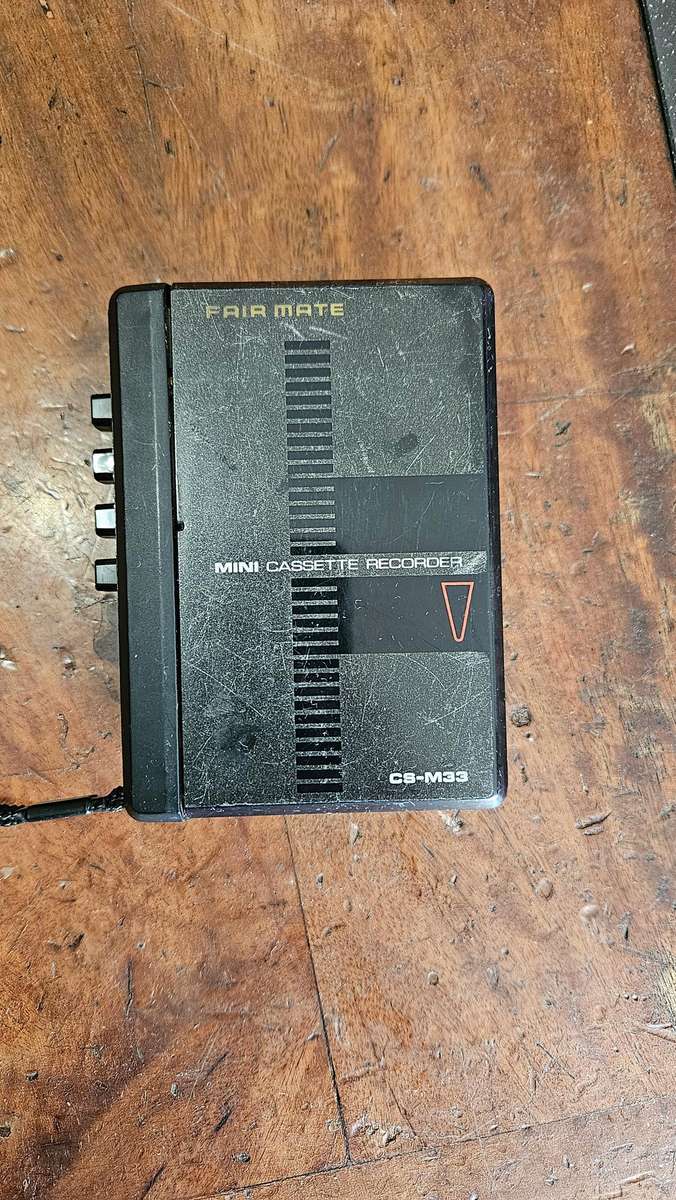 FAIR MATE
MINI CASSETTE RECORDER
CS-M33